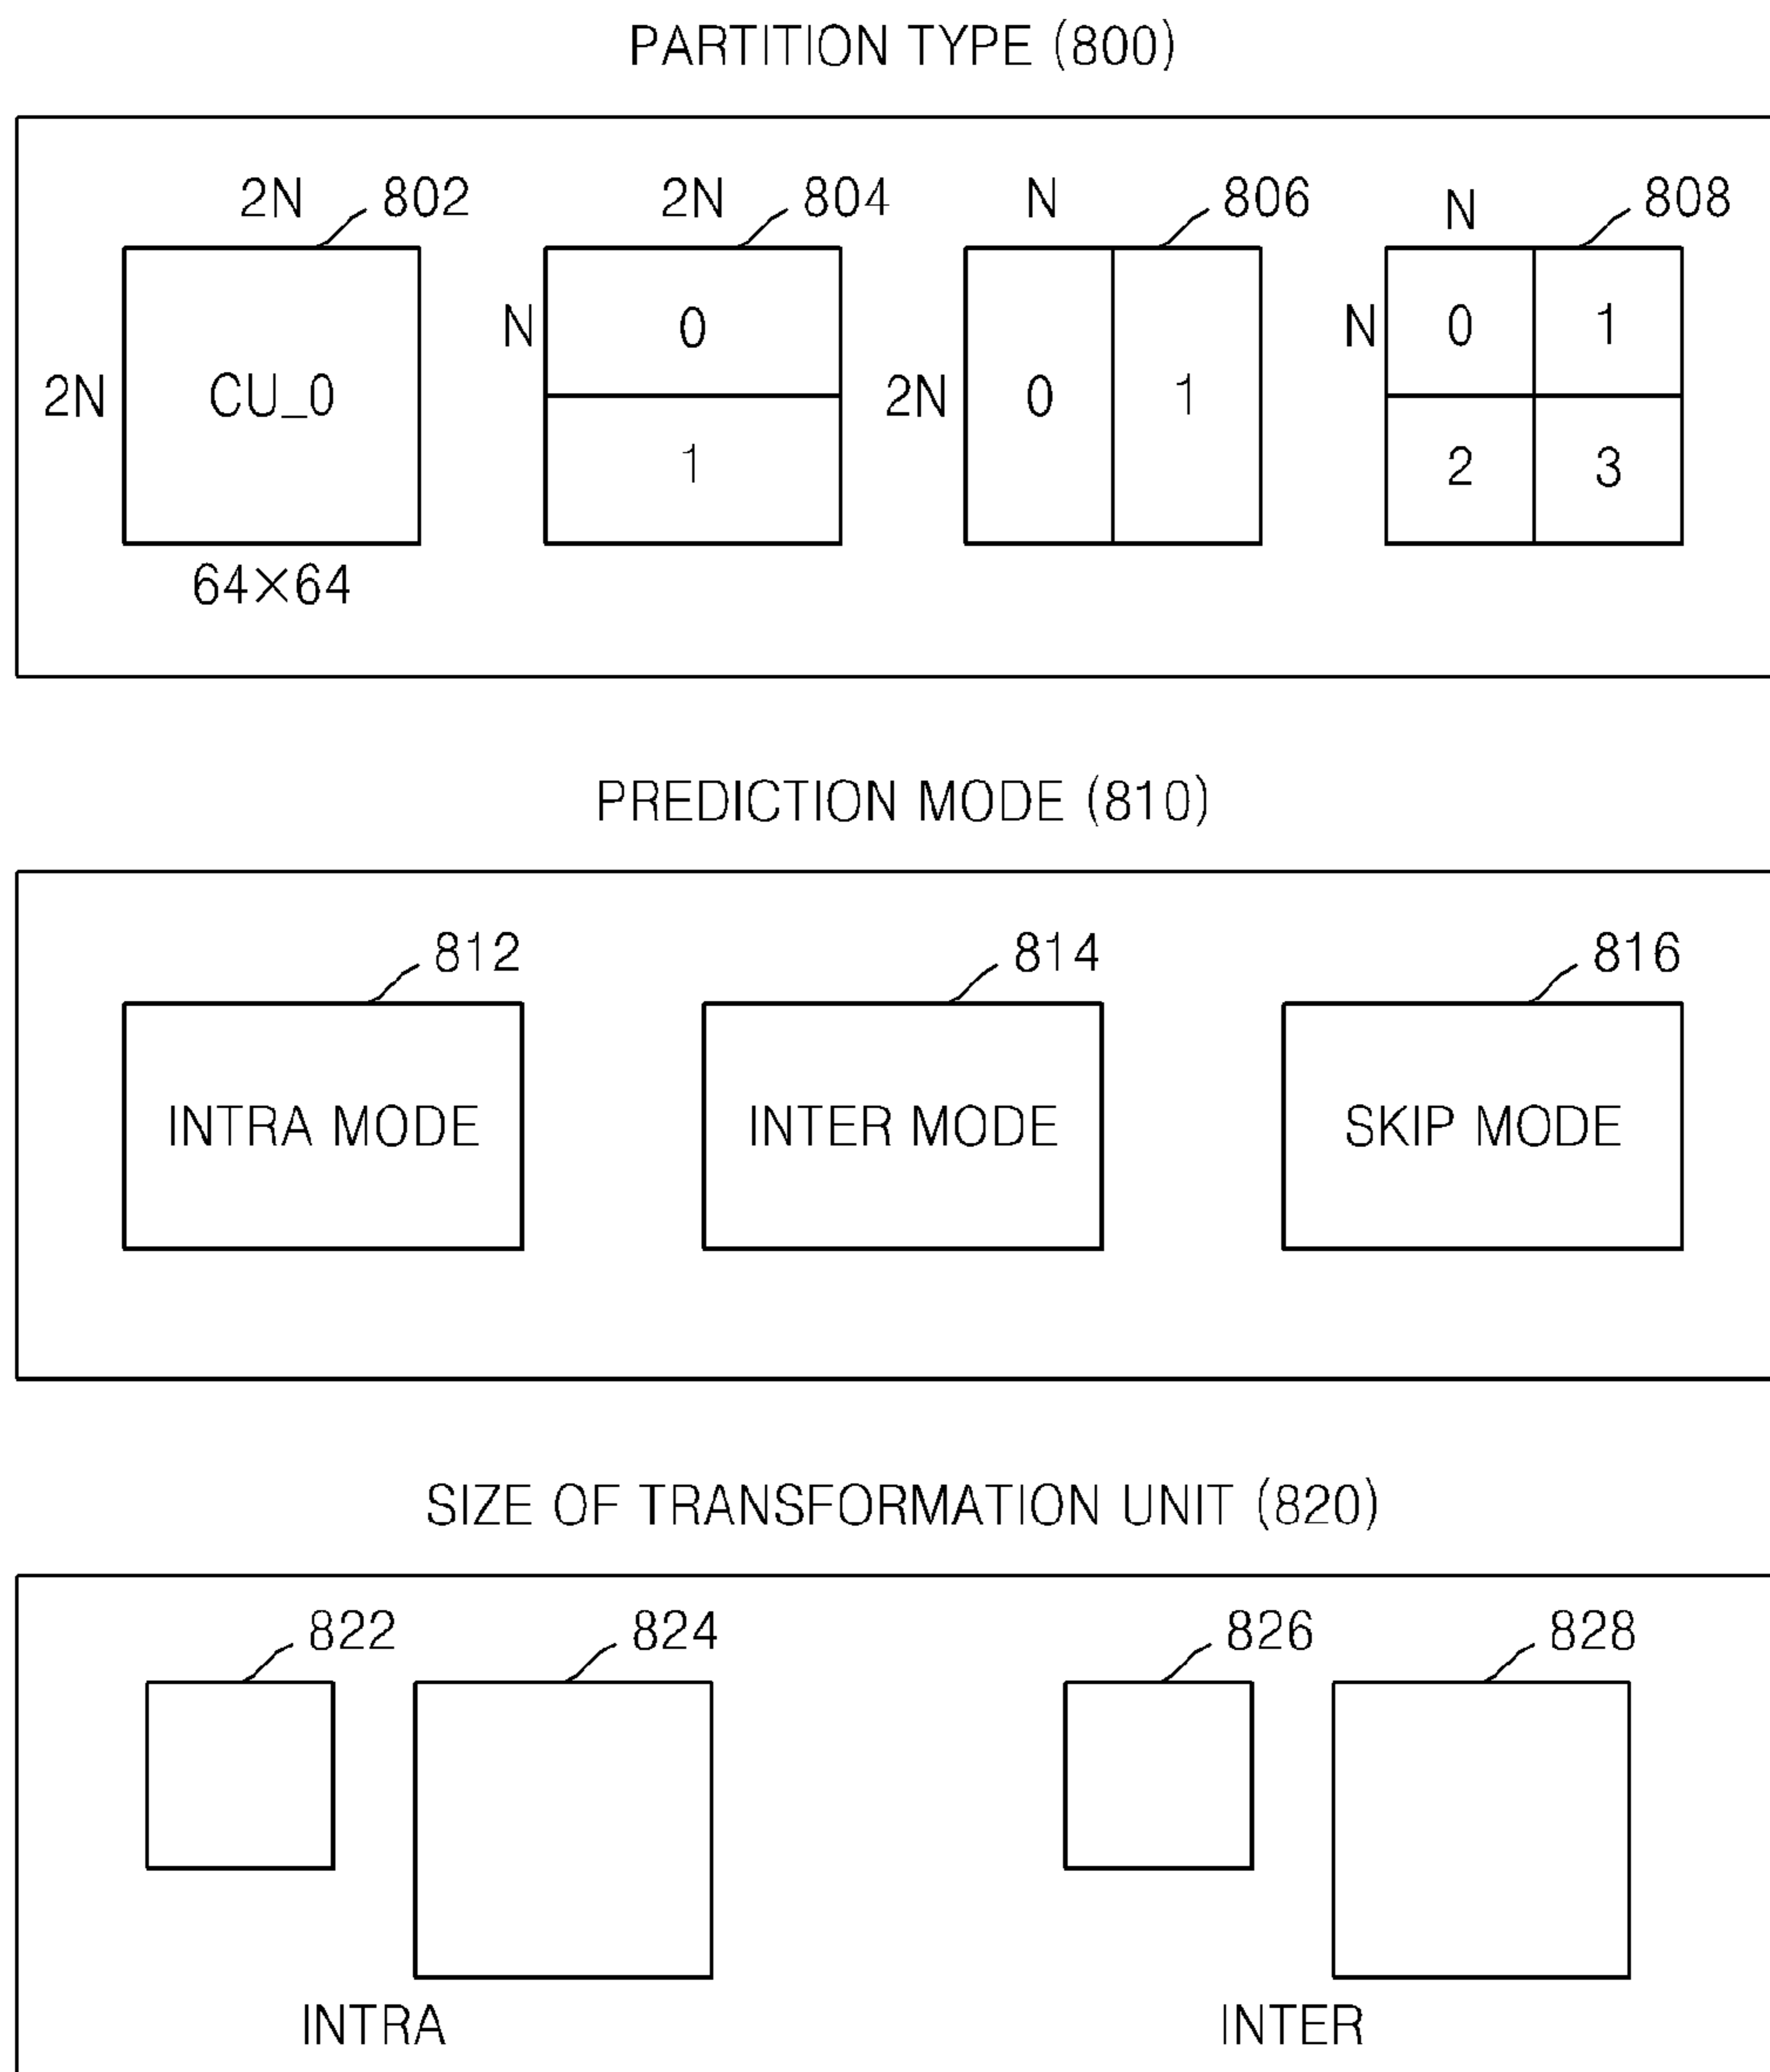 PARTITION TYPE (800)
2N 802 2N 804 N 806 N 808
N 0 N 0 1
2N CU_0 2N 0 1
1 2 3
64×64
PREDICTION MODE (810)
812 814 816
INTRA MODE INTER MODE SKIP MODE
SIZE OF TRANSFORMATION UNIT (820)
822 824 826 828
INTRA INTER